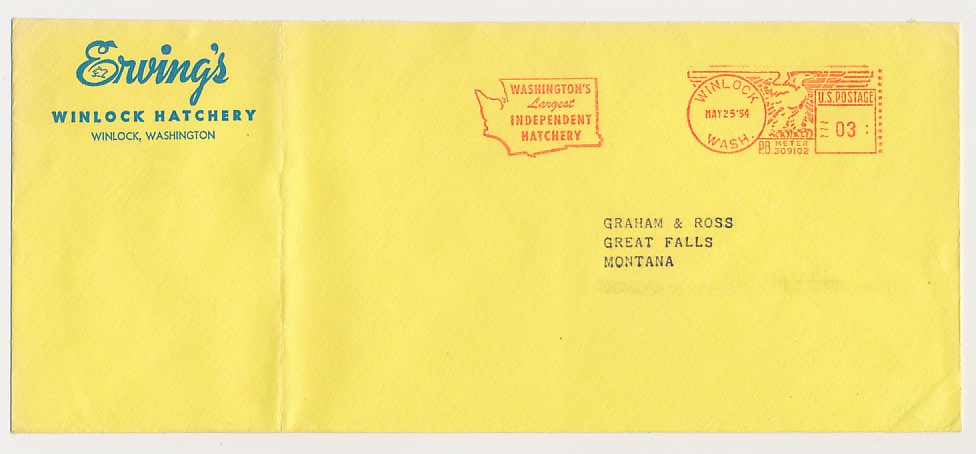 Erving's
WINLOCK HATCHERY
WINLOCK, WASHINGTON
WASHINGTON'S
Largest
INDEPENDENT
HATCHERY
WINLOCK
MAY 25 '54
WASH.
U.S. POSTAGE
03
P.B. METER
309102
GRAHAM & ROSS
GREAT FALLS
MONTANA